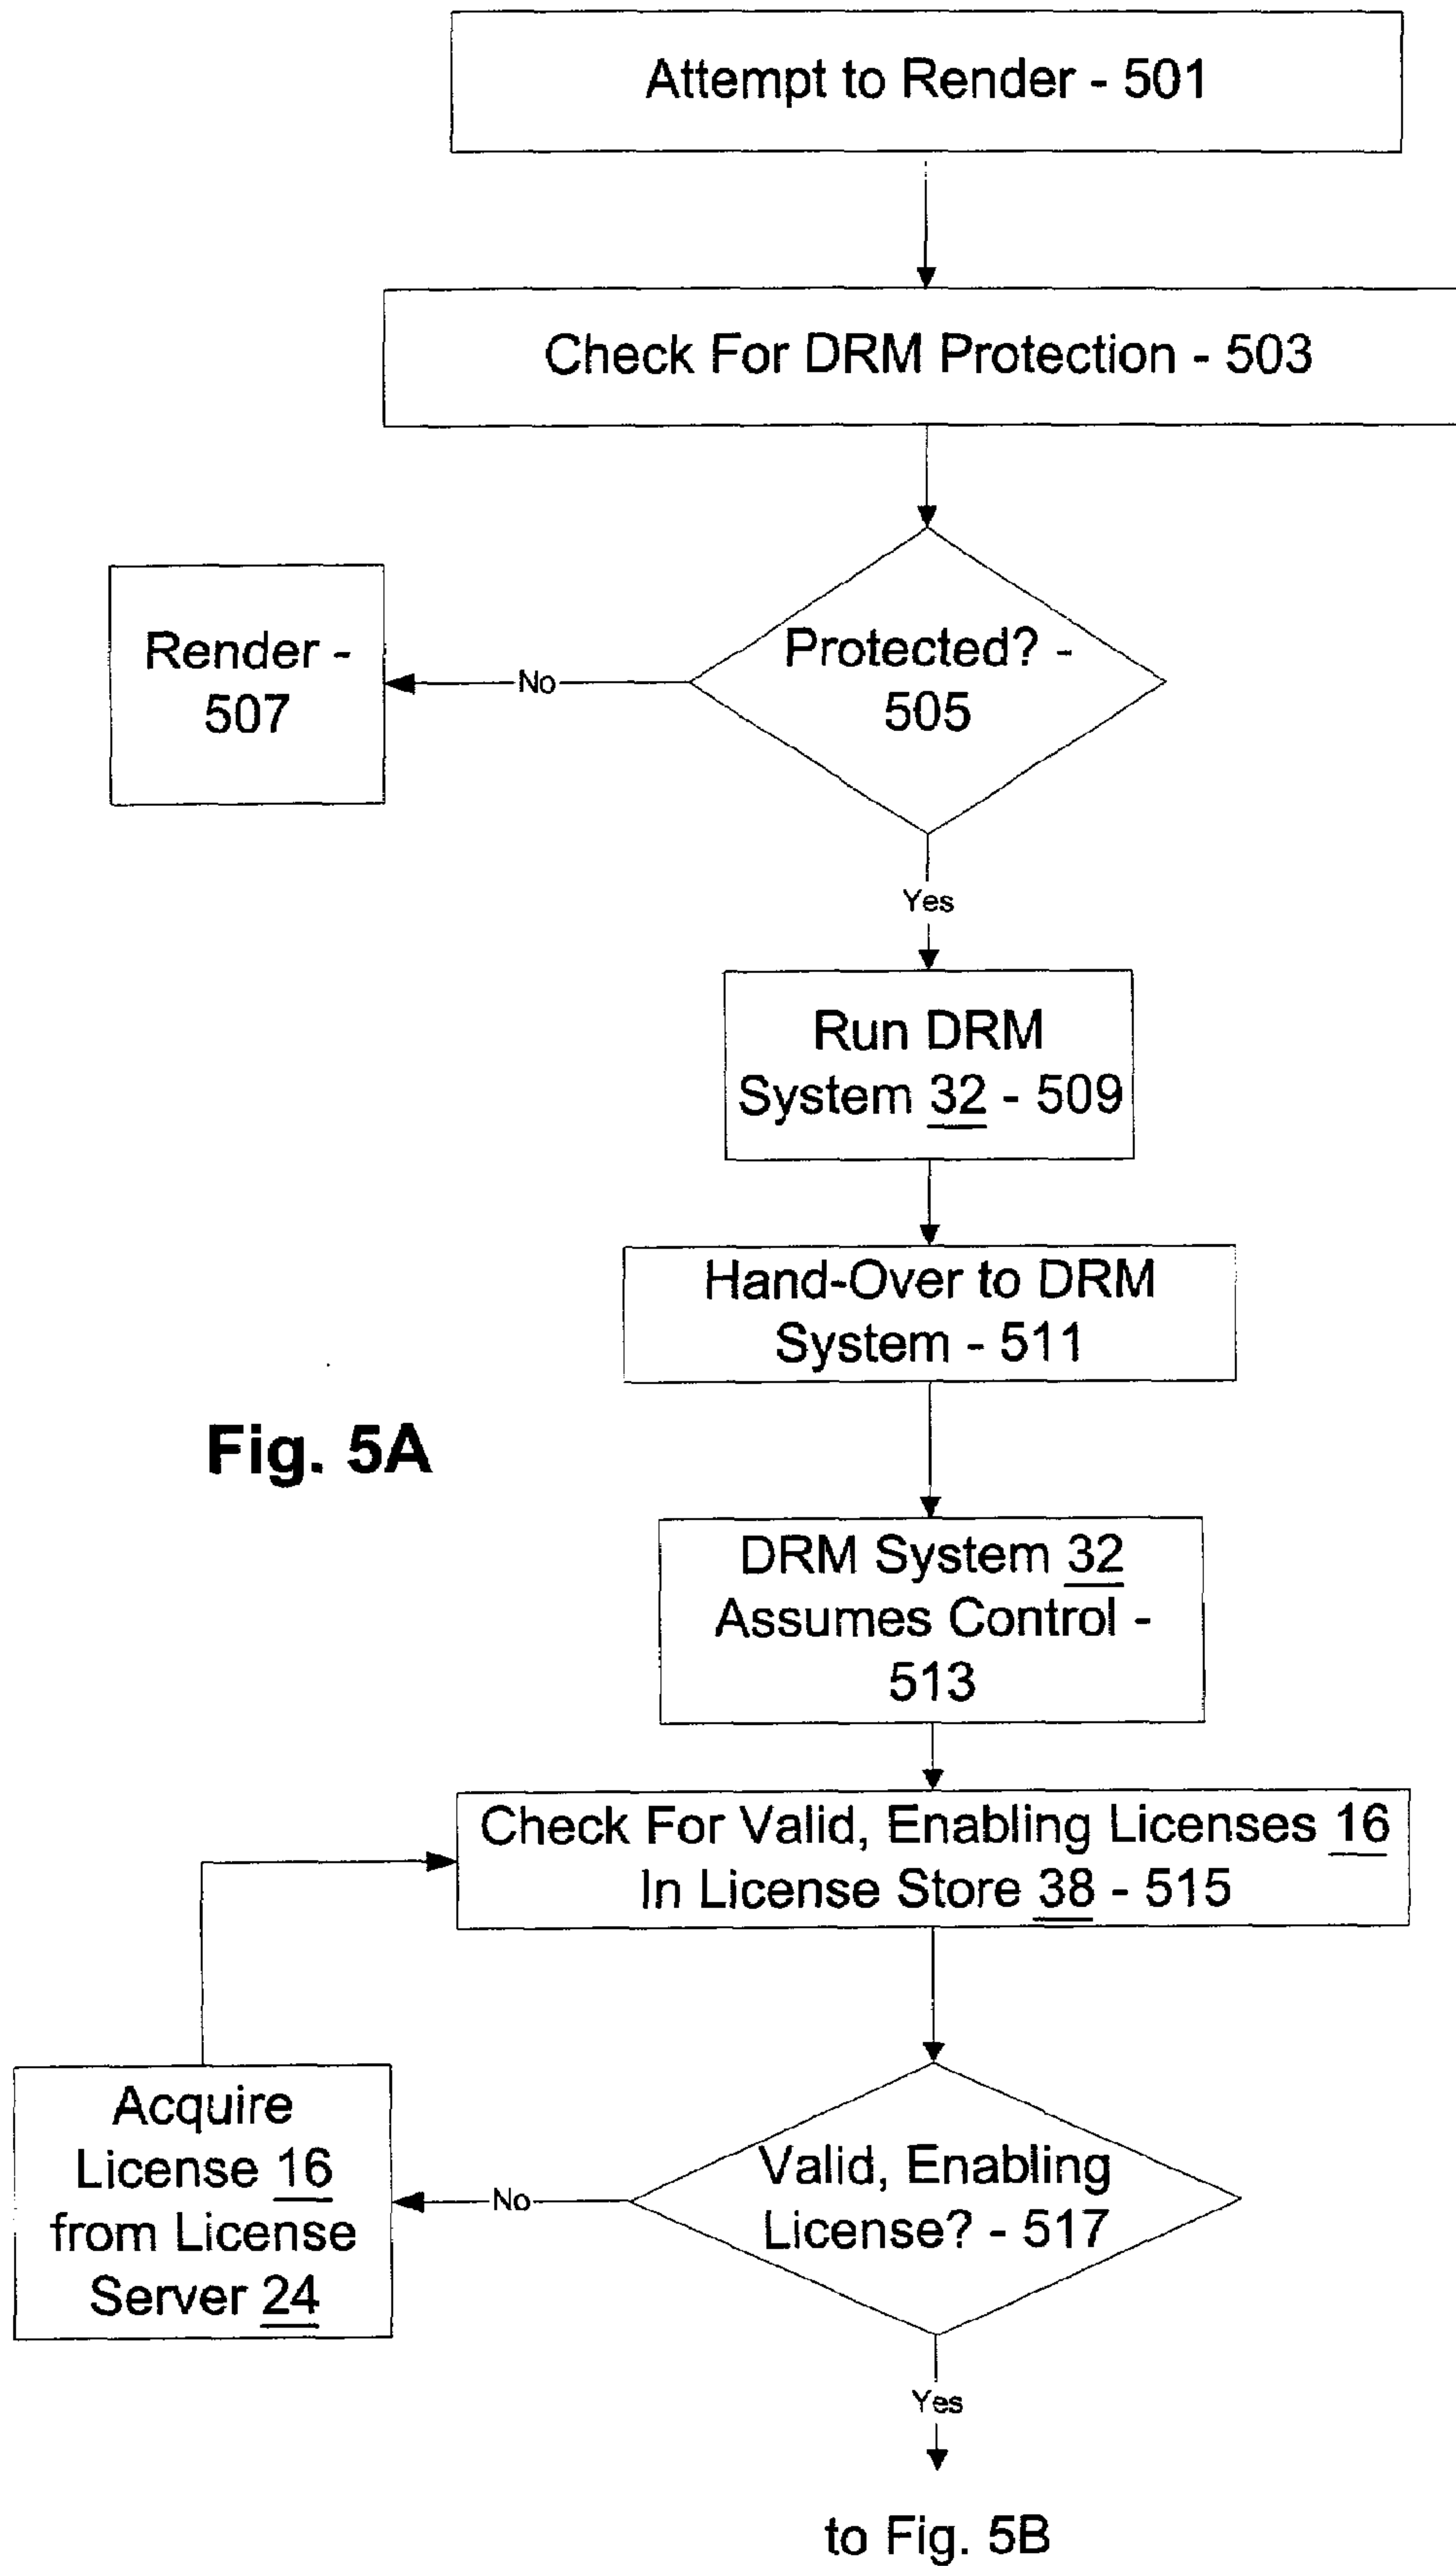 Attempt to Render - 501
Check For DRM Protection - 503
Protected? -
505
No
Render -
507
Yes
Run DRM
System 32 - 509
Hand-Over to DRM
System - 511
Fig. 5A
DRM System 32
Assumes Control -
513
Check For Valid, Enabling Licenses 16
In License Store 38 - 515
Valid, Enabling
License? - 517
No
Acquire
License 16
from License
Server 24
Yes
to Fig. 5B